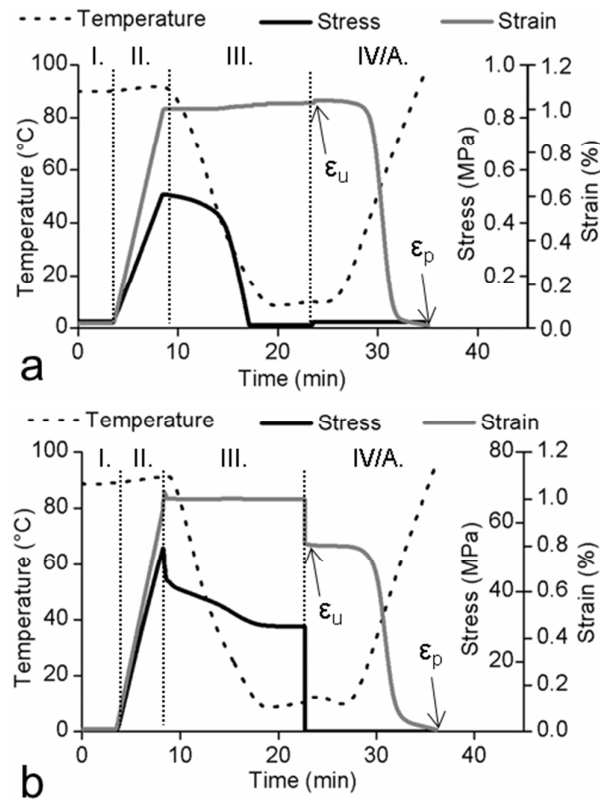 Temperature Stress Strain
I. II. III. IV/A.
100
80
60
40
20
0
Temperature (°C)
εu
εp
1.0
0.8
0.6
0.4
0.2
Stress (MPa)
1.2
1.0
0.8
0.6
0.4
0.2
0.0
Strain (%)
0 10 20 30 40
Time (min)
a
Temperature Stress Strain
I. II. III. IV/A.
100
80
60
40
20
0
Temperature (°C)
εu
εp
80
60
40
20
Stress (MPa)
1.2
1.0
0.8
0.6
0.4
0.2
0.0
Strain (%)
0 10 20 30 40
Time (min)
b